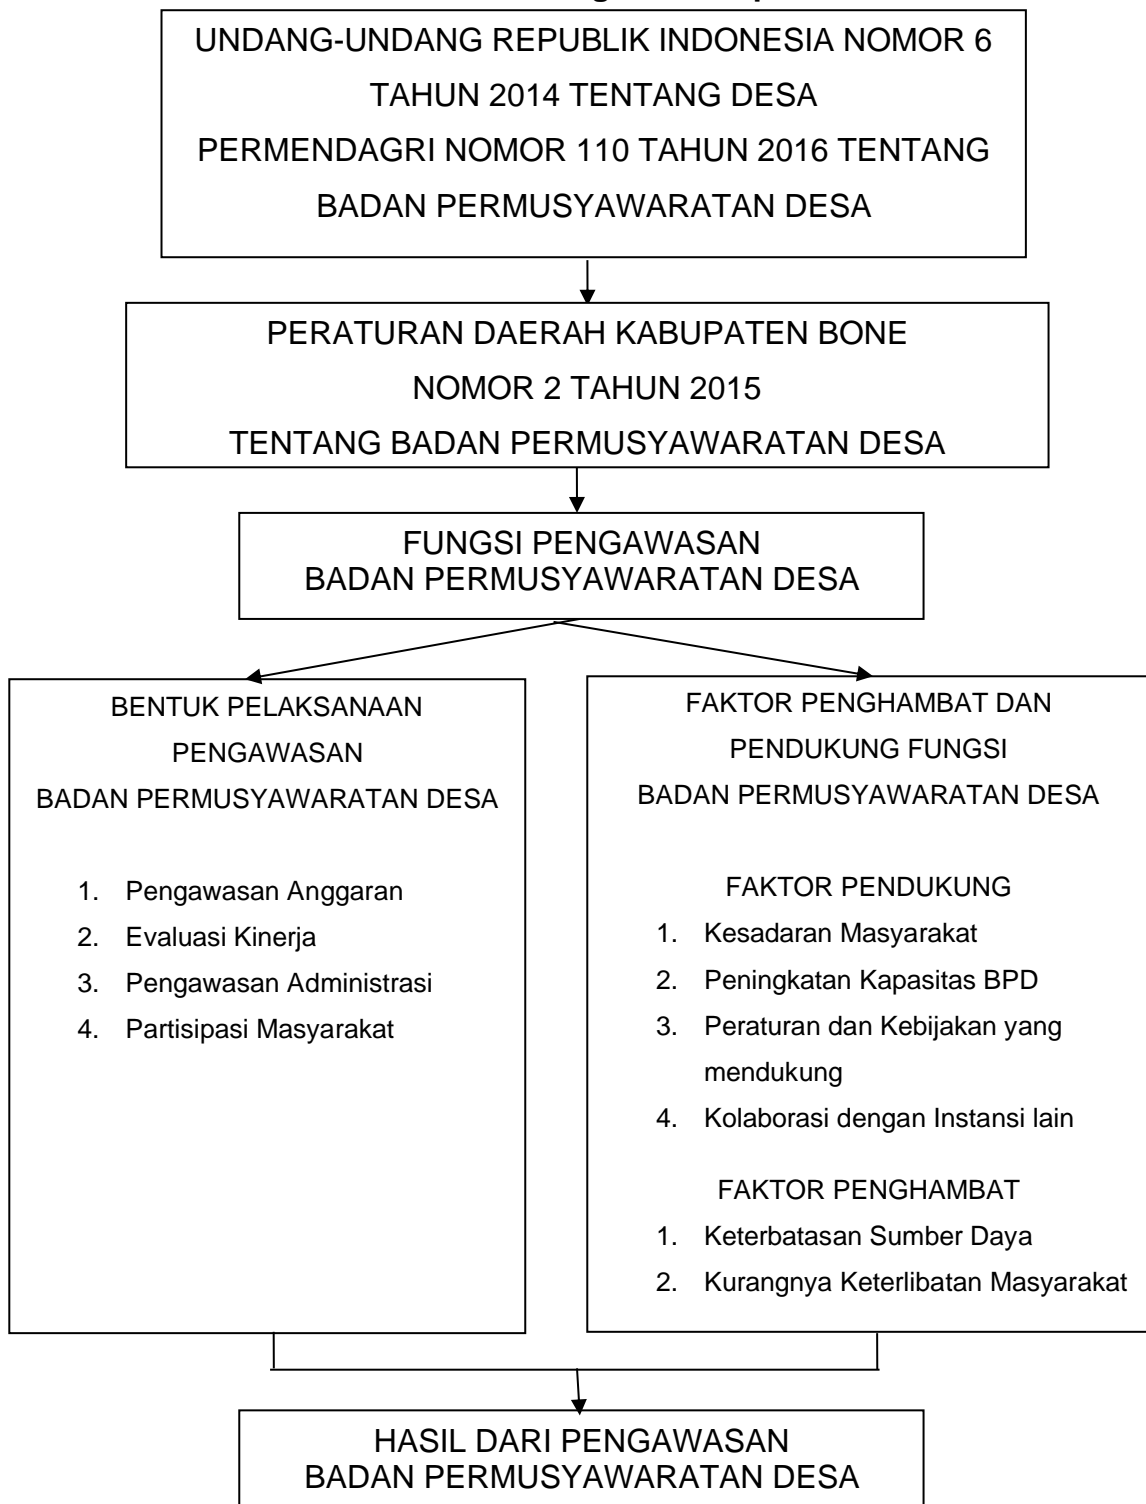 UNDANG-UNDANG REPUBLIK INDONESIA NOMOR 6
TAHUN 2014 TENTANG DESA
PERMENDAGRI NOMOR 110 TAHUN 2016 TENTANG
BADAN PERMUSYAWARATAN DESA
PERATURAN DAERAH KABUPATEN BONE
NOMOR 2 TAHUN 2015
TENTANG BADAN PERMUSYAWARATAN DESA
FUNGSI PENGAWASAN
BADAN PERMUSYAWARATAN DESA
BENTUK PELAKSANAAN
PENGAWASAN
BADAN PERMUSYAWARATAN DESA
1. Pengawasan Anggaran
2. Evaluasi Kinerja
3. Pengawasan Administrasi
4. Partisipasi Masyarakat
FAKTOR PENGHAMBAT DAN
PENDUKUNG FUNGSI
BADAN PERMUSYAWARATAN DESA
FAKTOR PENDUKUNG
1. Kesadaran Masyarakat
2. Peningkatan Kapasitas BPD
3. Peraturan dan Kebijakan yang
mendukung
4. Kolaborasi dengan Instansi lain
FAKTOR PENGHAMBAT
1. Keterbatasan Sumber Daya
2. Kurangnya Keterlibatan Masyarakat
HASIL DARI PENGAWASAN
BADAN PERMUSYAWARATAN DESA